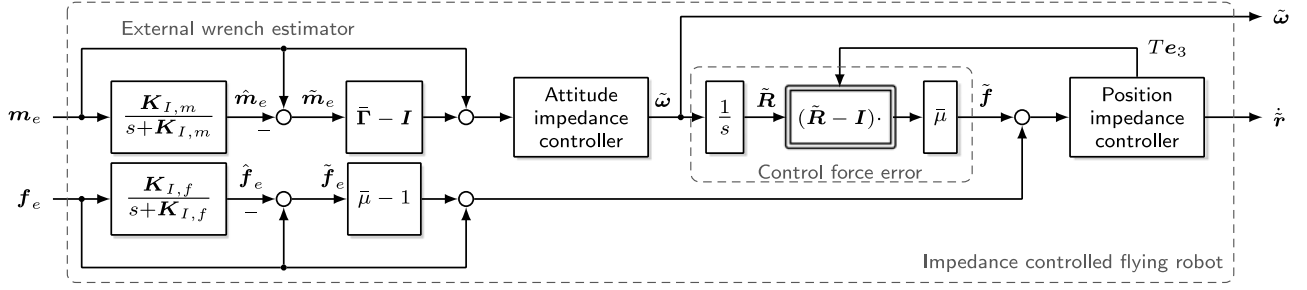 External wrench estimator
ω̃
T e₃
m_e
K_{I,m}
s+K_{I,m}
m̂_e
−
m̃_e
Γ̄ − I
Attitude
impedance
controller
ω̃
1
s
R̃
(R̃ − I)·
μ̄
f̃
Position
impedance
controller
ṙ̃
Control force error
f_e
K_{I,f}
s+K_{I,f}
f̂_e
−
f̃_e
μ̄ − 1
Impedance controlled flying robot